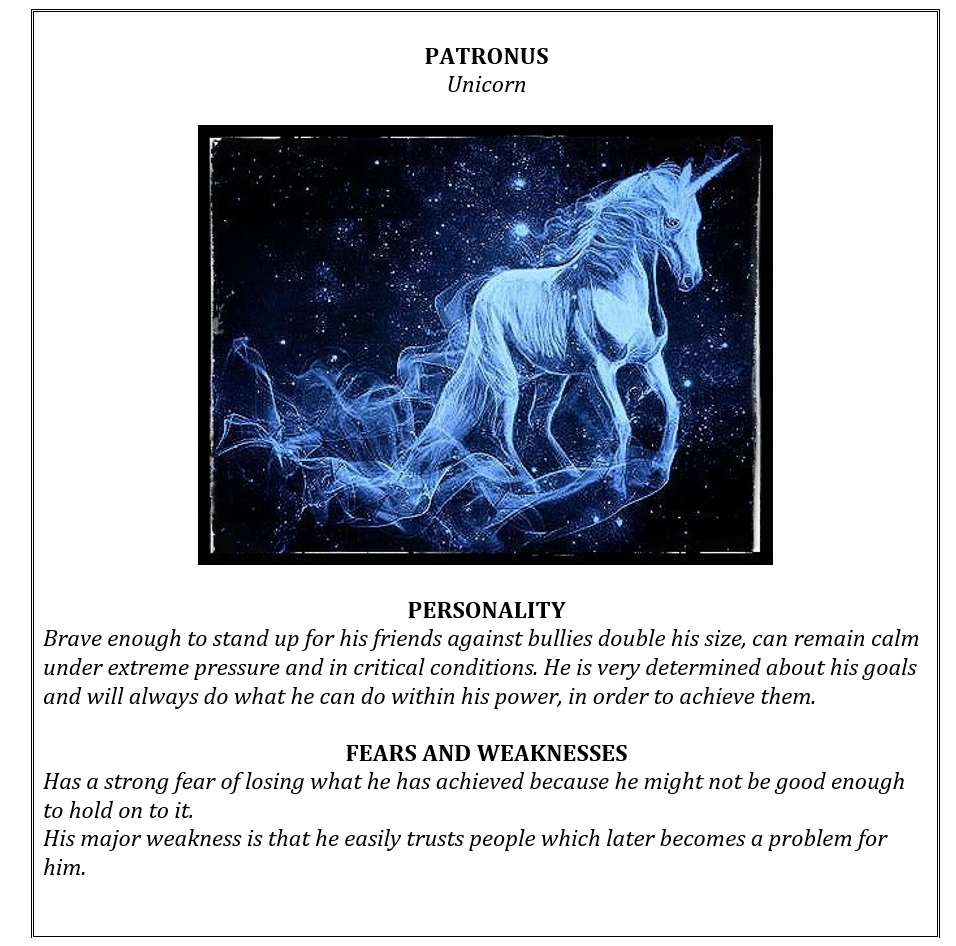 PATRONUS
Unicorn
PERSONALITY
Brave enough to stand up for his friends against bullies double his size, can remain calm
under extreme pressure and in critical conditions. He is very determined about his goals
and will always do what he can do within his power, in order to achieve them.
FEARS AND WEAKNESSES
Has a strong fear of losing what he has achieved because he might not be good enough
to hold on to it.
His major weakness is that he easily trusts people which later becomes a problem for
him.